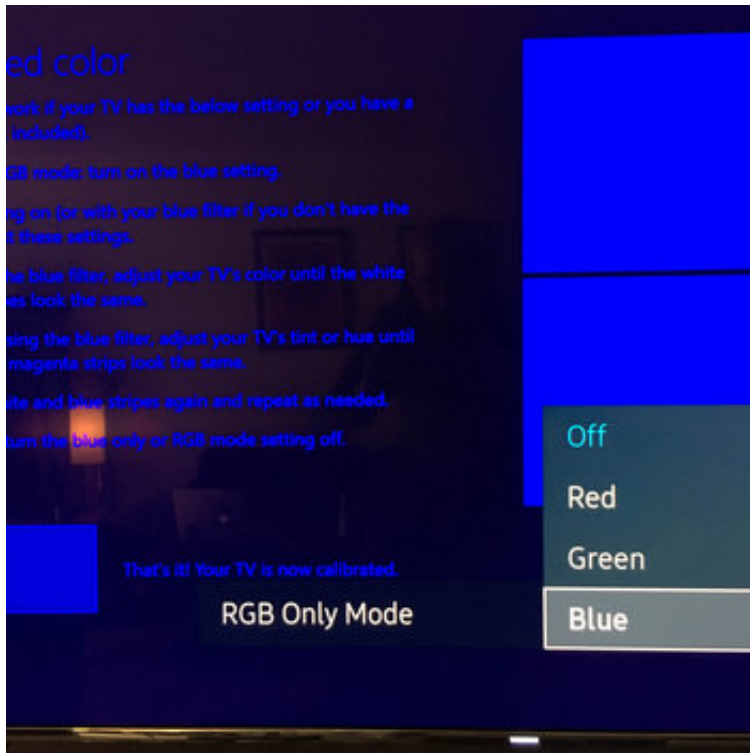 ed color
work if your TV has the below setting or you have a
included).
GB mode: turn on the blue setting.
ng on (or with your blue filter if you don't have the
t these settings.
he blue filter, adjust your TV's color until the white
es look the same.
sing the blue filter, adjust your TV's tint or hue until
magenta strips look the same.
ite and blue stripes again and repeat as needed.
turn the blue only or RGB mode setting off.
That's it! Your TV is now calibrated.
Off
Red
Green
RGB Only Mode
Blue